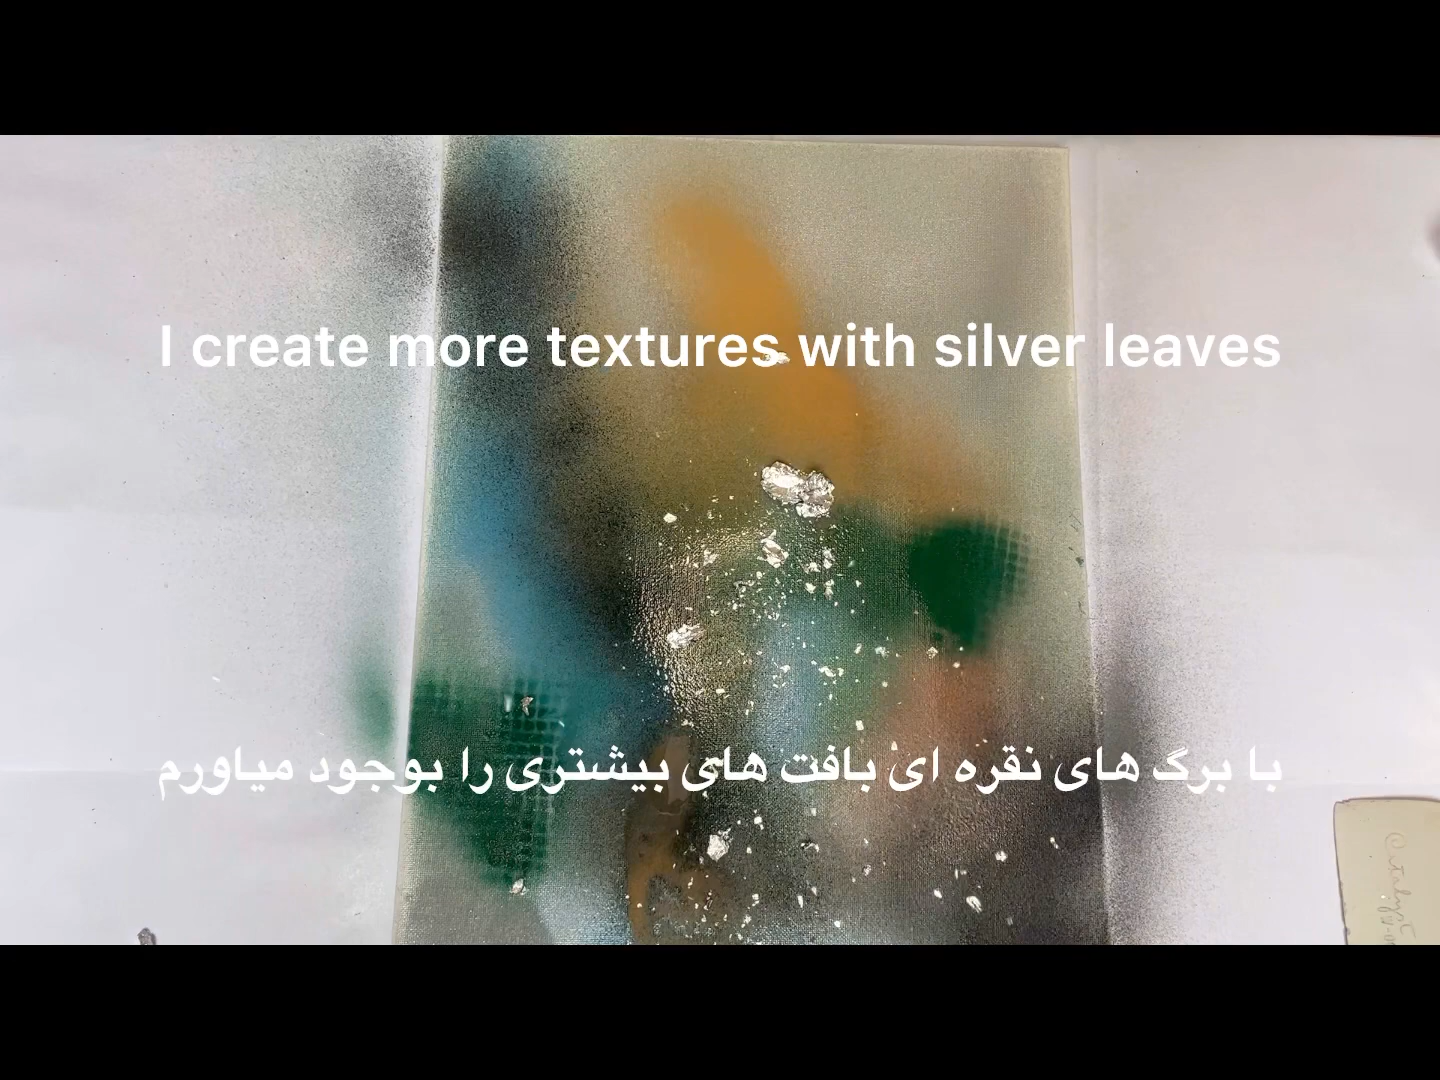 I create more textures with silver leaves
با برگ های نقره ای بافت های بیشتری را بوجود میاورم